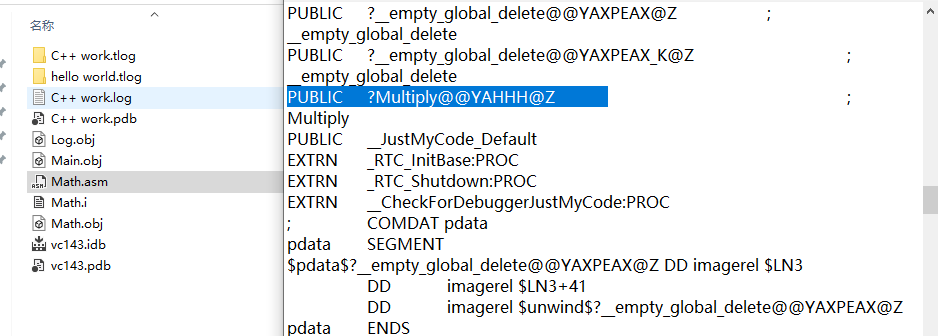 名称
C++ work.tlog
hello world.tlog
C++ work.log
C++ work.pdb
Log.obj
Main.obj
Math.asm
Math.i
Math.obj
vc143.idb
vc143.pdb
PUBLIC ?__empty_global_delete@@YAXPEAX@Z ;
__empty_global_delete
PUBLIC ?__empty_global_delete@@YAXPEAX_K@Z ;
__empty_global_delete
PUBLIC ?Multiply@@YAHHH@Z ;
Multiply
PUBLIC __JustMyCode_Default
EXTRN _RTC_InitBase:PROC
EXTRN _RTC_Shutdown:PROC
EXTRN __CheckForDebuggerJustMyCode:PROC
; COMDAT pdata
pdata SEGMENT
$pdata$?__empty_global_delete@@YAXPEAX@Z DD imagerel $LN3
DD imagerel $LN3+41
DD imagerel $unwind$?__empty_global_delete@@YAXPEAX@Z
pdata ENDS